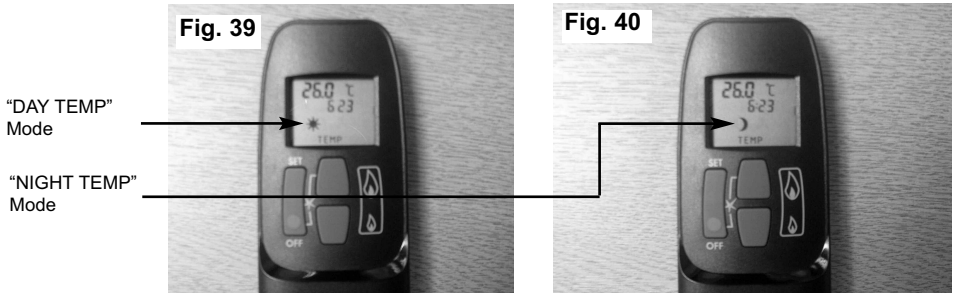 Fig. 39
Fig. 40
"DAY TEMP"
Mode
"NIGHT TEMP"
Mode
26.0 °C
6:23
TEMP
SET
OFF
26.0 °C
6:23
TEMP
SET
OFF